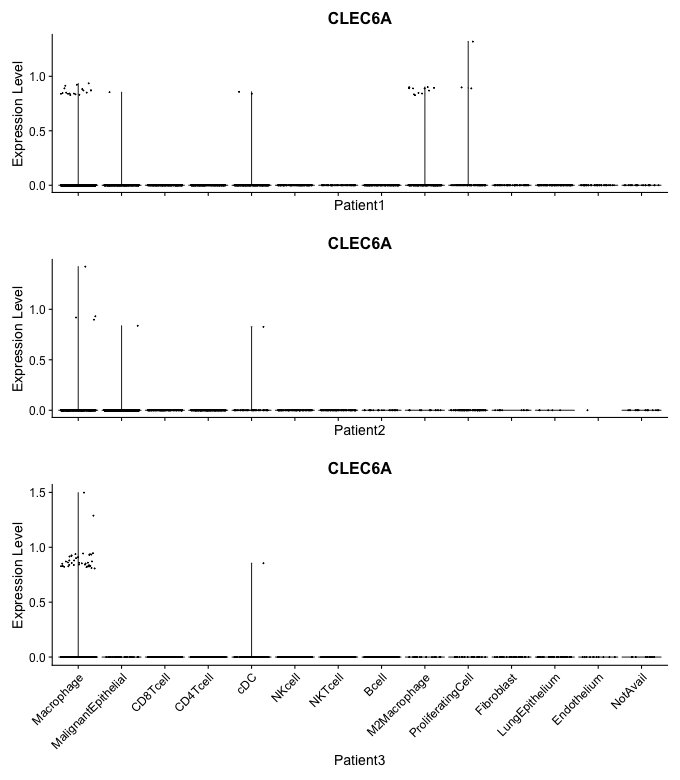 CLEC6A
Expression Level
1.0
0.5
0.0
Patient1
CLEC6A
Expression Level
1.0
0.5
0.0
Patient2
CLEC6A
Expression Level
1.5
1.0
0.5
0.0
Macrophage
MalignantEpithelial
CD8Tcell
CD4Tcell
cDC
NKcell
NKTcell
Bcell
M2Macrophage
ProliferatingCell
Fibroblast
LungEpithelium
Endothelium
NotAvail
Patient3